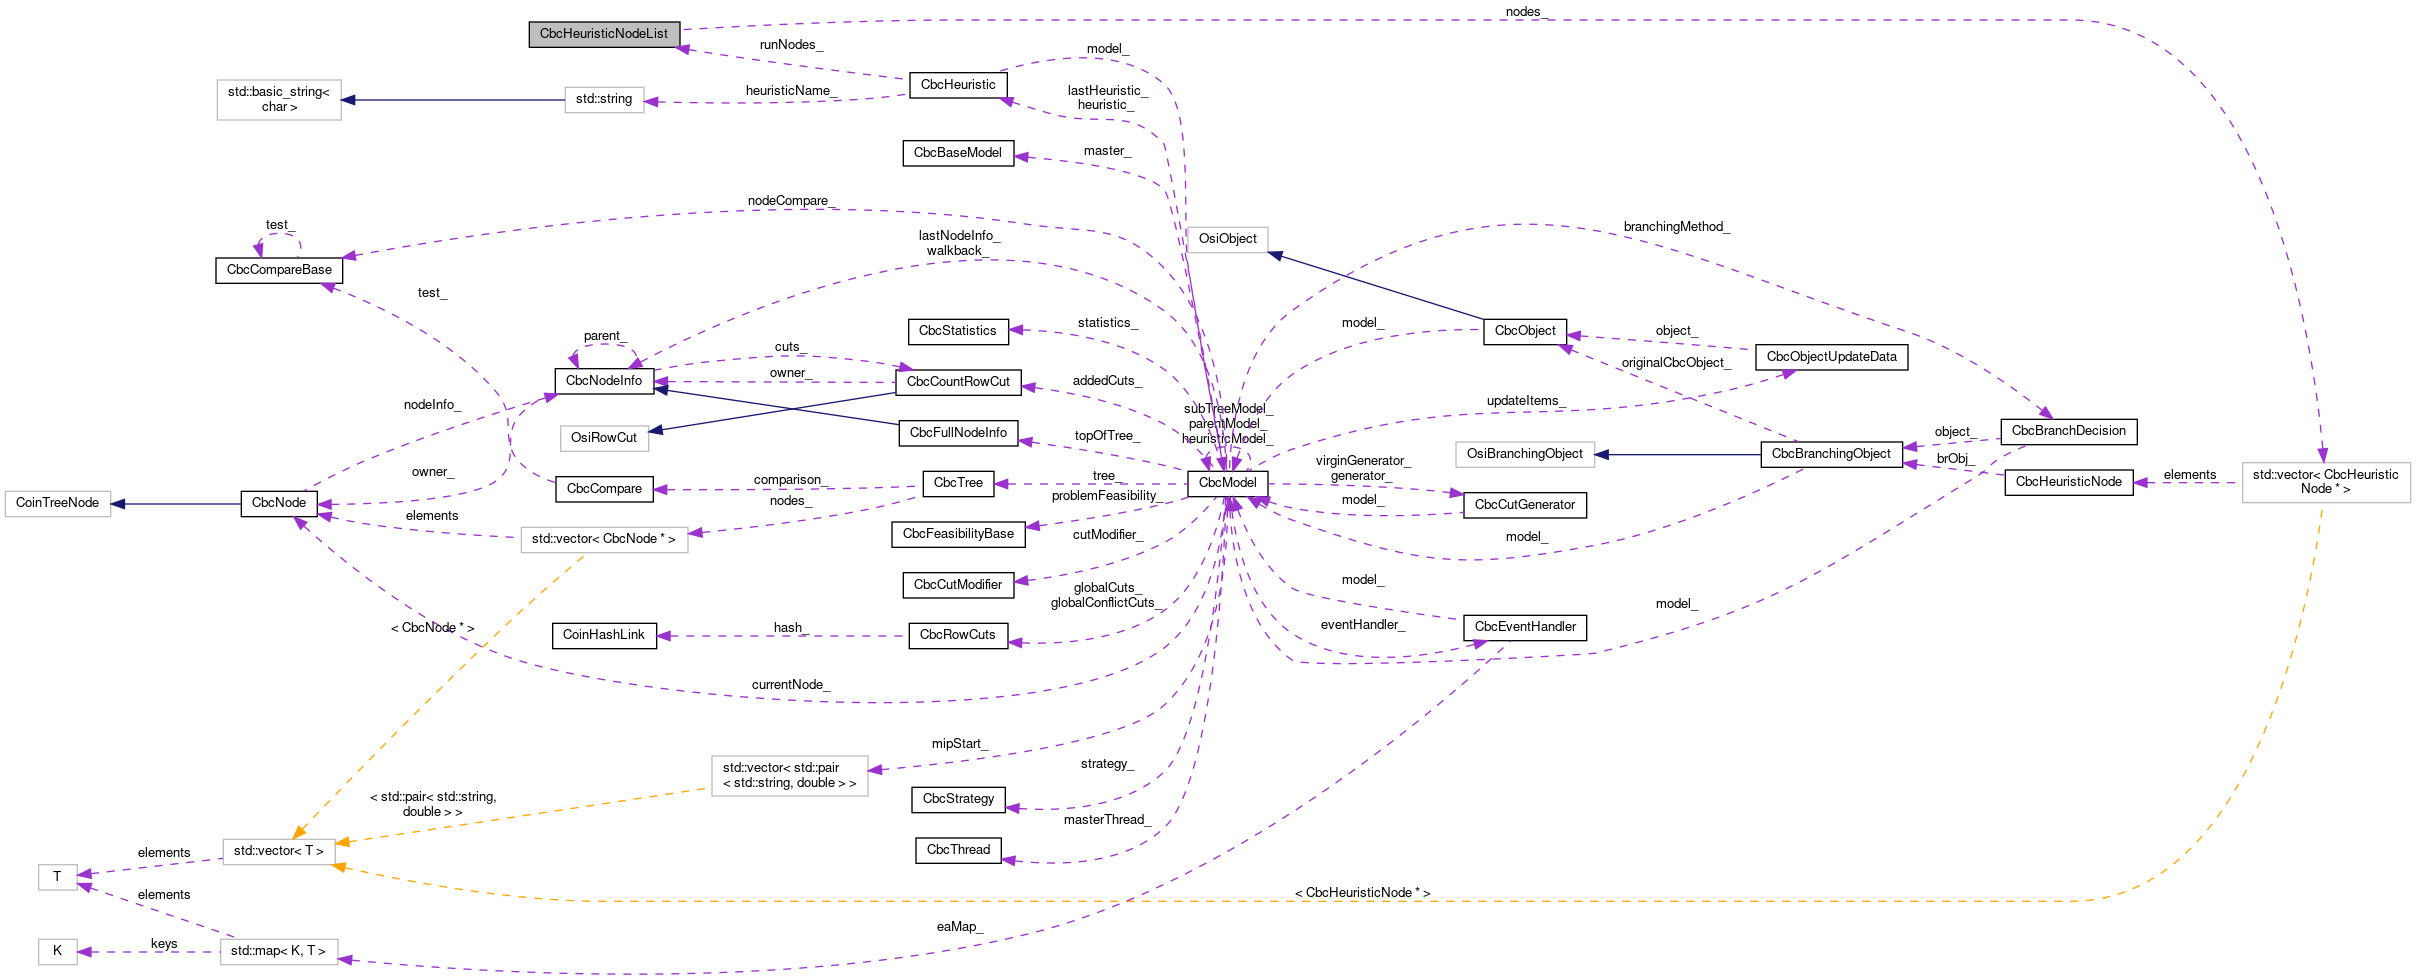 nodes_
CbcHeuristicNodeList
runNodes_
model_
CbcHeuristic
std::basic_string<
char >
std::string
heuristicName_
lastHeuristic_
heuristic_
CbcBaseModel
master_
nodeCompare_
test_
CbcCompareBase
lastNodeInfo_
walkback_
OsiObject
branchingMethod_
test_
parent_
CbcNodeInfo
cuts_
owner_
CbcStatistics
statistics_
CbcCountRowCut
addedCuts_
model_
CbcObject
object_
CbcObjectUpdateData
originalCbcObject_
nodeInfo_
OsiRowCut
CbcFullNodeInfo
topOfTree_
subTreeModel_
parentModel_
heuristicModel_
updateItems_
CbcBranchDecision
object_
OsiBranchingObject
CbcBranchingObject
brObj_
CbcHeuristicNode
elements
std::vector< CbcHeuristic
Node * >
owner_
CoinTreeNode
CbcNode
CbcCompare
comparison_
CbcTree
tree_
CbcModel
virginGenerator_
generator_
model_
CbcCutGenerator
elements
std::vector< CbcNode * >
nodes_
problemFeasibility_
CbcFeasibilityBase
cutModifier_
model_
CbcCutModifier
model_
globalCuts_
globalConflictCuts_
model_
< CbcNode * >
CoinHashLink
hash_
CbcRowCuts
eventHandler_
CbcEventHandler
currentNode_
mipStart_
std::vector< std::pair
< std::string, double > >
strategy_
CbcStrategy
< std::pair< std::string,
double > >
masterThread_
CbcThread
std::vector< T >
elements
T
elements
< CbcHeuristicNode * >
K
keys
std::map< K, T >
eaMap_